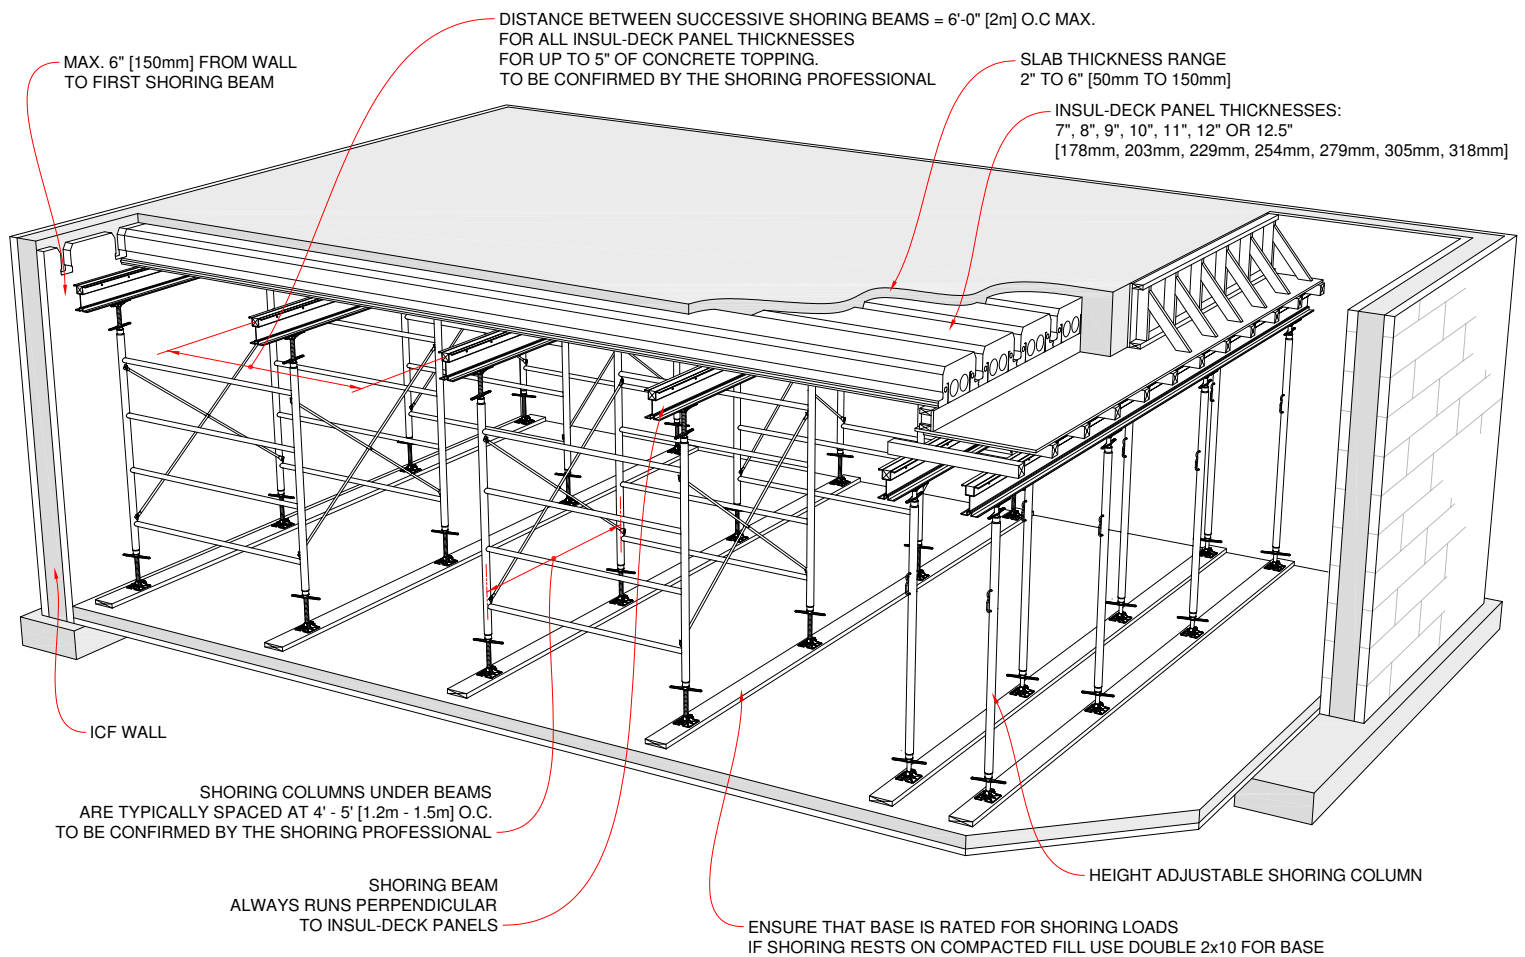 DISTANCE BETWEEN SUCCESSIVE SHORING BEAMS = 6'-0" [2m] O.C MAX.
FOR ALL INSUL-DECK PANEL THICKNESSES
FOR UP TO 5" OF CONCRETE TOPPING.
TO BE CONFIRMED BY THE SHORING PROFESSIONAL
MAX. 6" [150mm] FROM WALL
TO FIRST SHORING BEAM
SLAB THICKNESS RANGE
2" TO 6" [50mm TO 150mm]
INSUL-DECK PANEL THICKNESSES:
7", 8", 9", 10", 11", 12" OR 12.5"
[178mm, 203mm, 229mm, 254mm, 279mm, 305mm, 318mm]
ICF WALL
SHORING COLUMNS UNDER BEAMS
ARE TYPICALLY SPACED AT 4' - 5' [1.2m - 1.5m] O.C.
TO BE CONFIRMED BY THE SHORING PROFESSIONAL
SHORING BEAM
ALWAYS RUNS PERPENDICULAR
TO INSUL-DECK PANELS
HEIGHT ADJUSTABLE SHORING COLUMN
ENSURE THAT BASE IS RATED FOR SHORING LOADS
IF SHORING RESTS ON COMPACTED FILL USE DOUBLE 2x10 FOR BASE